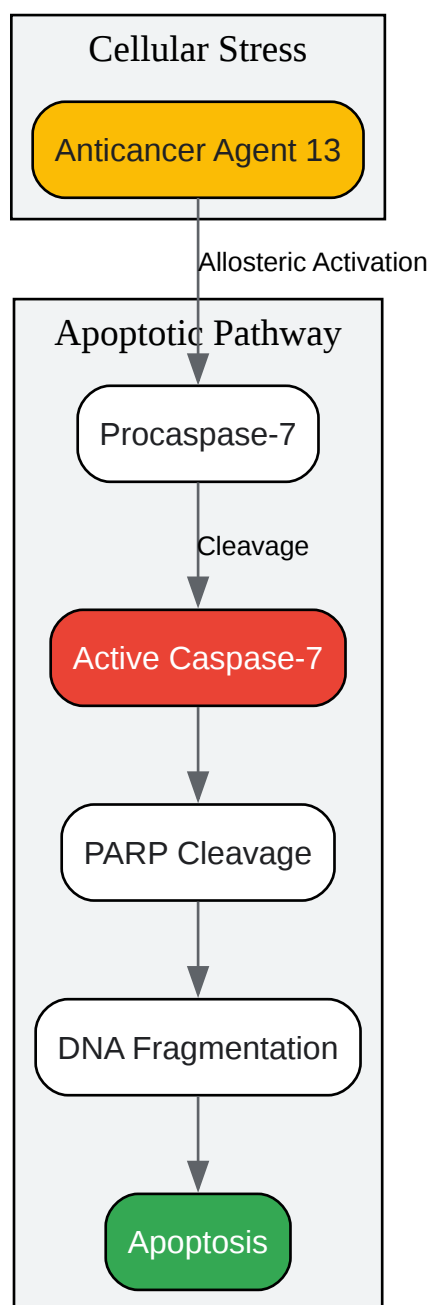 Cellular Stress
Anticancer Agent 13
Allosteric Activation
Apoptotic Pathway
Procaspase-7
Cleavage
Active Caspase-7
PARP Cleavage
DNA Fragmentation
Apoptosis